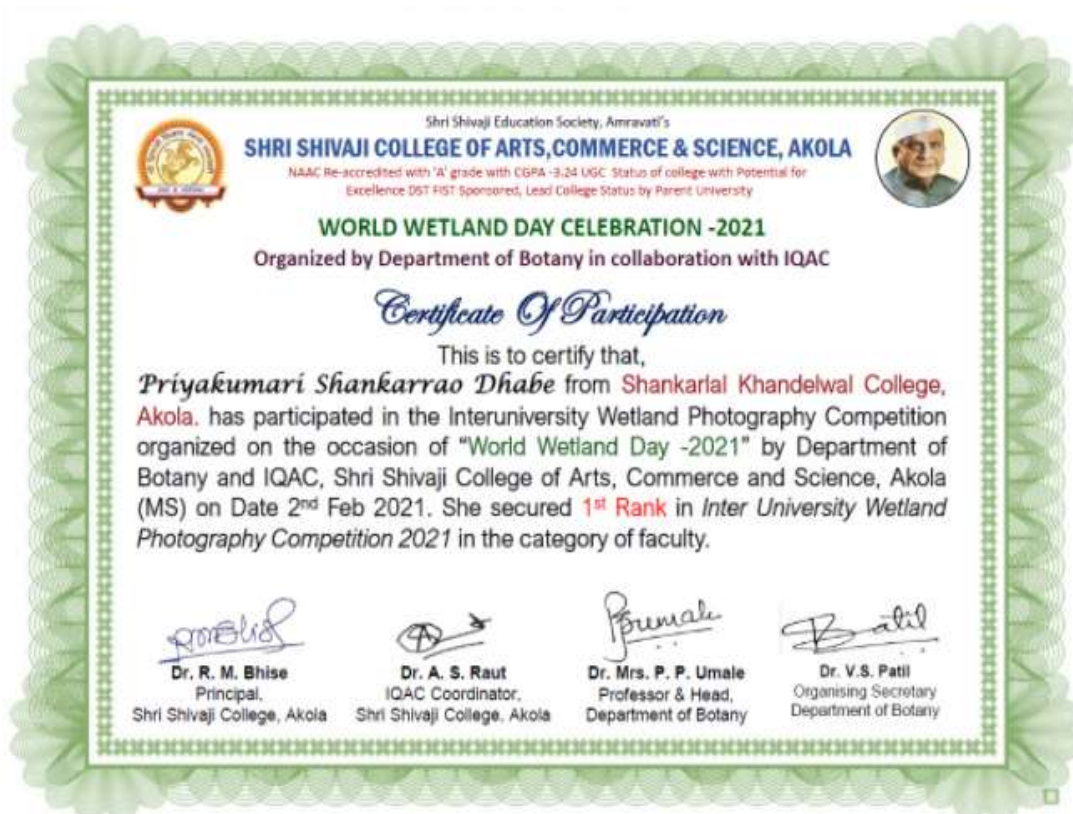 Shri Shivaji Education Society, Amravati's
SHRI SHIVAJI COLLEGE OF ARTS,COMMERCE & SCIENCE, AKOLA
NAAC Re-accredited with 'A' grade with CGPA -3.24 UGC Status of college with Potential for
Excellence DST FIST Sponsored, Lead College Status by Parent University
WORLD WETLAND DAY CELEBRATION -2021
Organized by Department of Botany in collaboration with IQAC
Certificate Of Participation
This is to certify that,
Priyakumari Shankarrao Dhabe from Shankarlal Khandelwal College,
Akola. has participated in the Interuniversity Wetland Photography Competition
organized on the occasion of “World Wetland Day -2021” by Department of
Botany and IQAC, Shri Shivaji College of Arts, Commerce and Science, Akola
(MS) on Date 2nd Feb 2021. She secured 1st Rank in Inter University Wetland
Photography Competition 2021 in the category of faculty.
Dr. R. M. Bhise
Principal,
Shri Shivaji College, Akola
Dr. A. S. Raut
IQAC Coordinator,
Shri Shivaji College, Akola
Dr. Mrs. P. P. Umale
Professor & Head,
Department of Botany
Dr. V.S. Patil
Organising Secretary
Department of Botany